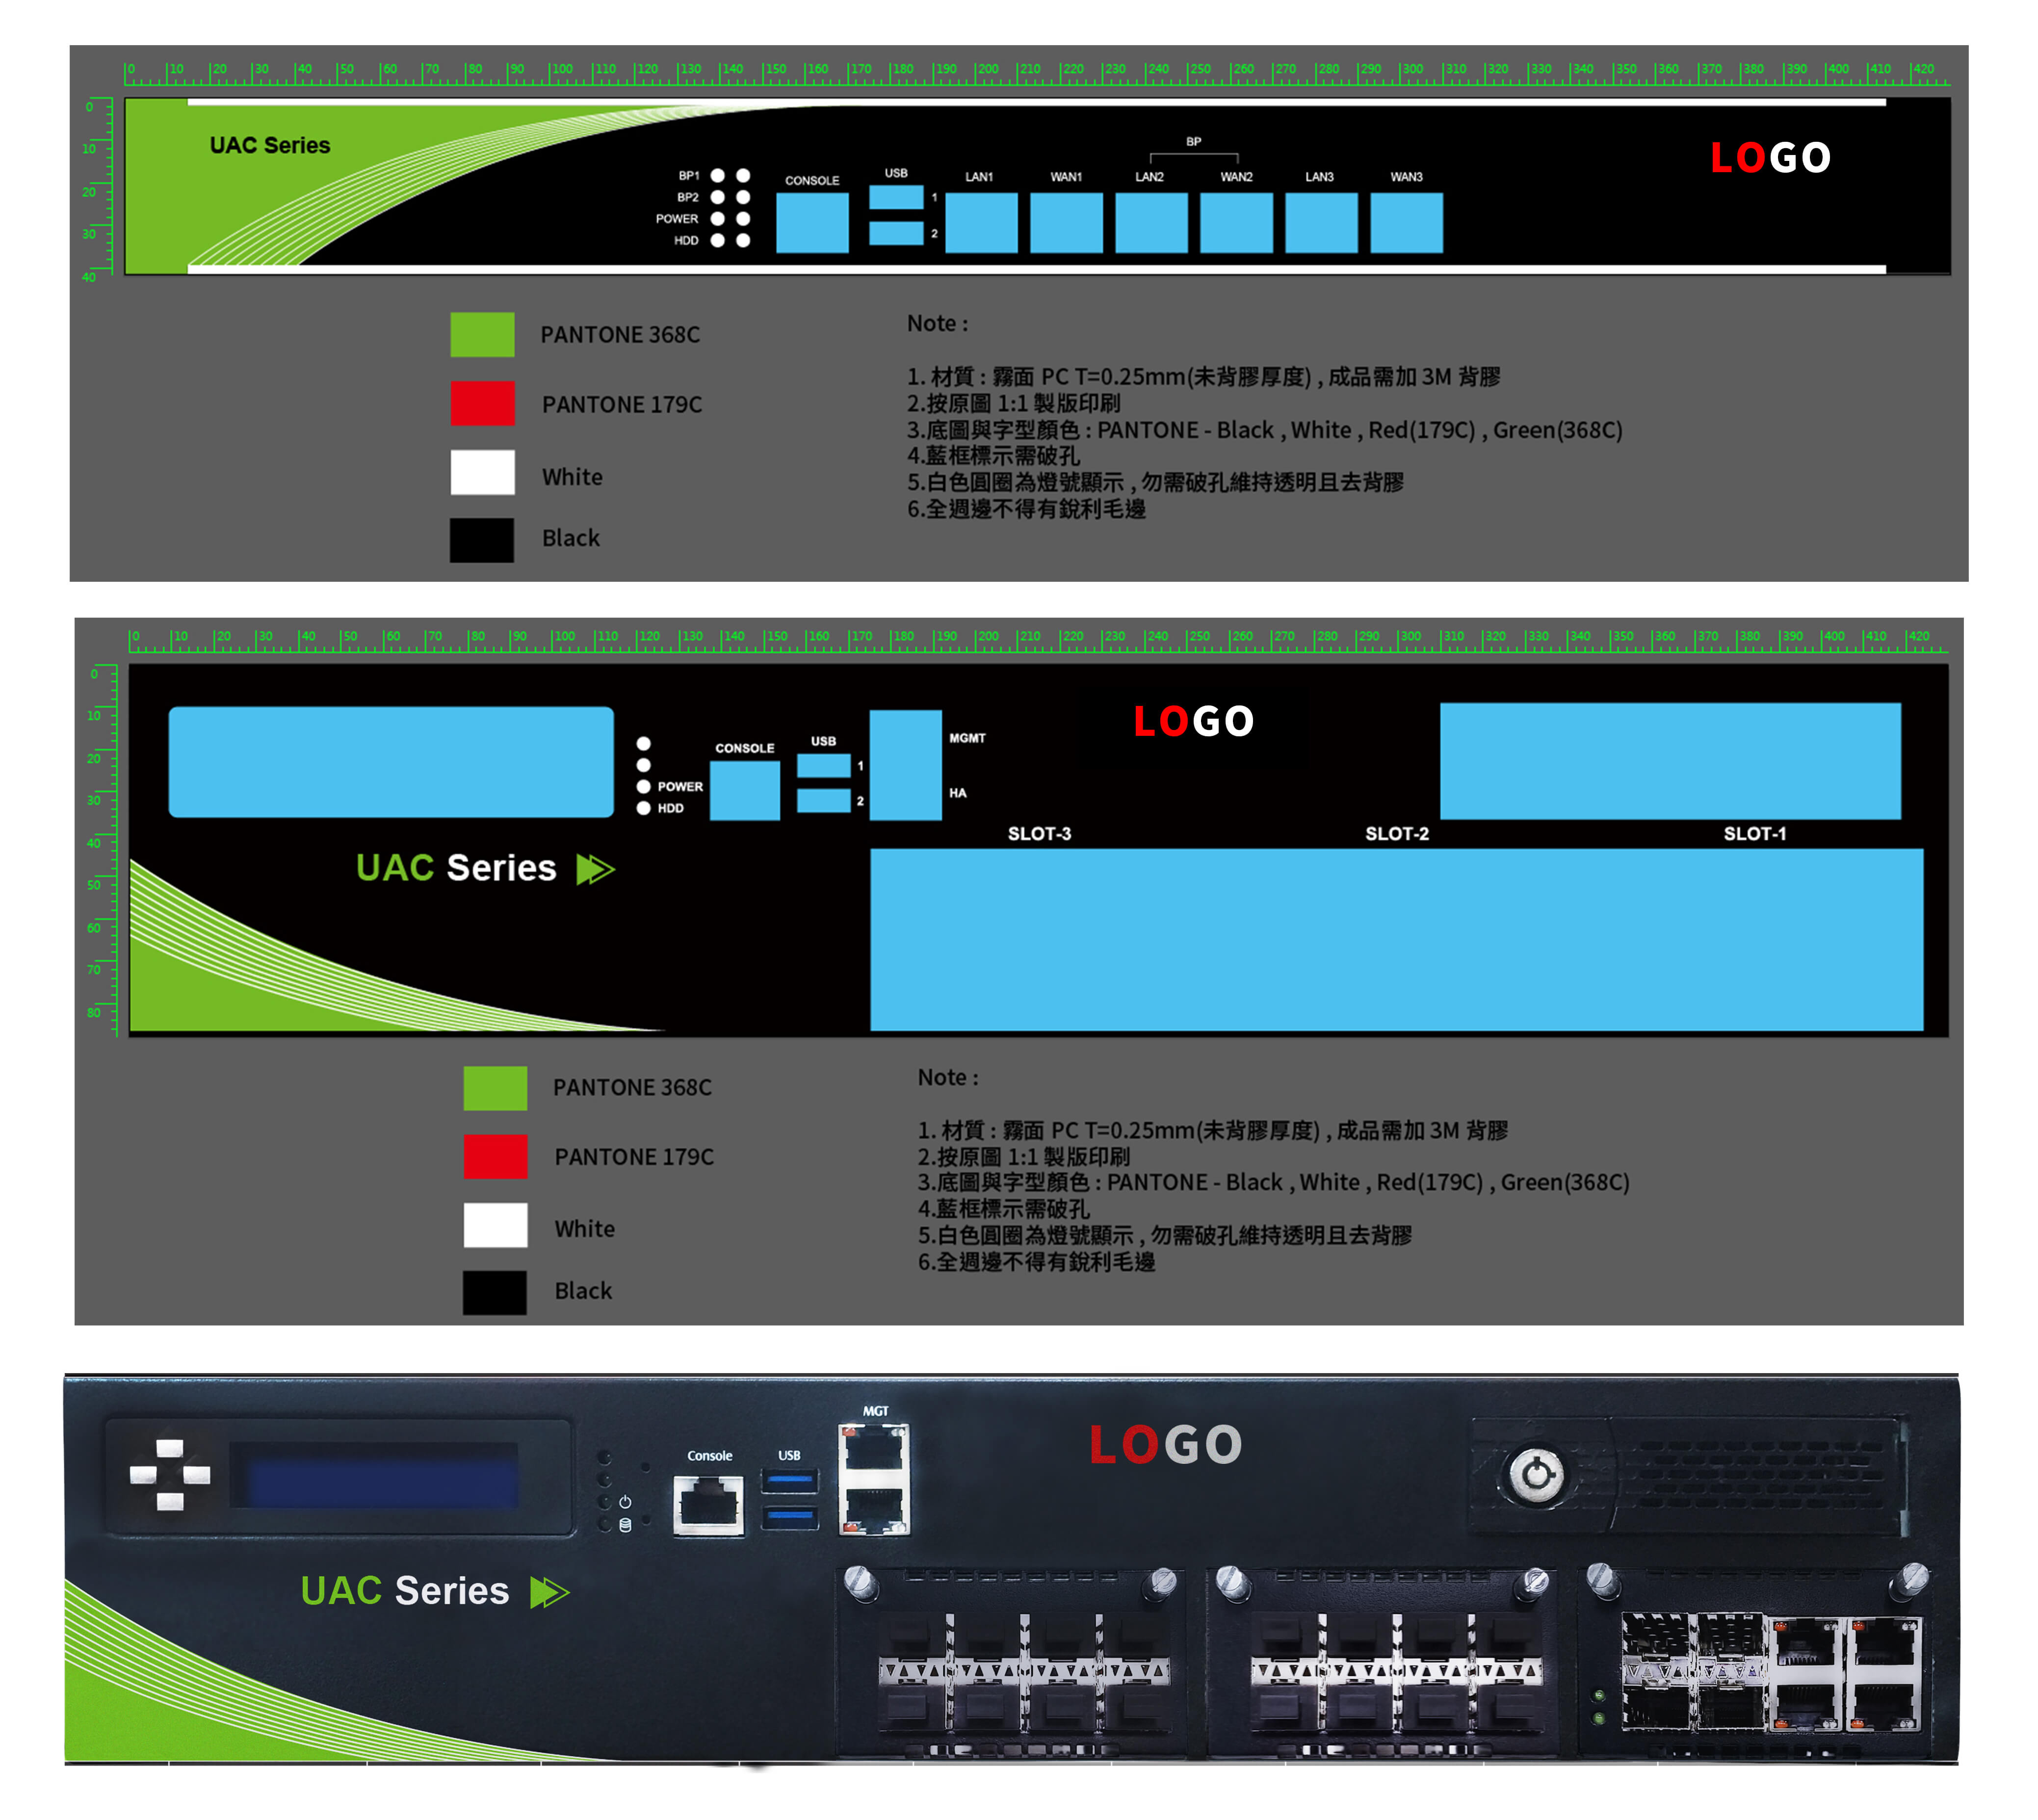 0 10 20 30 40 50 60 70 80 90 100 110 120 130 140 150 160 170 180 190 200 210 220 230 240 250 260 270 280 290 300 310 320 330 340 350 360 370 380 390 400 410 420
0
10
20
30
40
UAC Series
BP1
BP2
POWER
HDD
CONSOLE
USB
1
2
BP
LAN1 WAN1 LAN2 WAN2 LAN3 WAN3
LOGO
PANTONE 368C
PANTONE 179C
White
Black
Note :
1. 材質 : 霧面 PC T=0.25mm(未背膠厚度) , 成品需加 3M 背膠
2.按原圖 1:1 製版印刷
3.底圖與字型顏色 : PANTONE - Black , White , Red(179C) , Green(368C)
4.藍框標示需破孔
5.白色圓圈為燈號顯示 , 勿需破孔維持透明且去背膠
6.全週邊不得有銳利毛邊
0 10 20 30 40 50 60 70 80 90 100 110 120 130 140 150 160 170 180 190 200 210 220 230 240 250 260 270 280 290 300 310 320 330 340 350 360 370 380 390 400 410 420
0
10
20
30
40
50
60
70
80
POWER
HDD
CONSOLE
USB
1
2
MGMT
HA
LOGO
SLOT-3 SLOT-2 SLOT-1
UAC Series
PANTONE 368C
PANTONE 179C
White
Black
Note :
1. 材質 : 霧面 PC T=0.25mm(未背膠厚度) , 成品需加 3M 背膠
2.按原圖 1:1 製版印刷
3.底圖與字型顏色 : PANTONE - Black , White , Red(179C) , Green(368C)
4.藍框標示需破孔
5.白色圓圈為燈號顯示 , 勿需破孔維持透明且去背膠
6.全週邊不得有銳利毛邊
Console
USB
MGT
LOGO
UAC Series